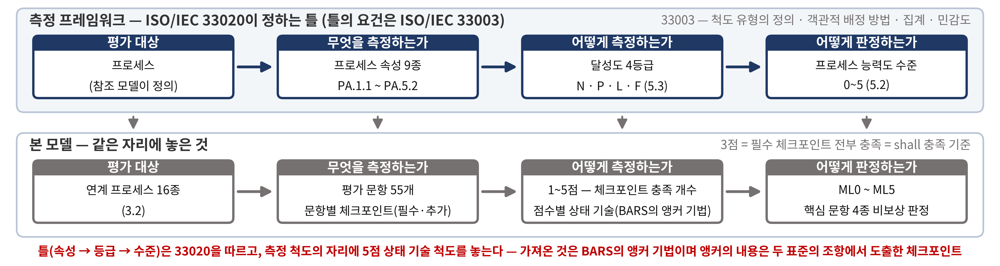 측정 프레임워크 — ISO/IEC 33020이 정하는 틀 (틀의 요건은 ISO/IEC 33003)
33003 — 척도 유형의 정의 · 객관적 배정 방법 · 집계 · 민감도
평가 대상
프로세스
(참조 모델이 정의)
무엇을 측정하는가
프로세스 속성 9종
PA.1.1 ~ PA.5.2
어떻게 측정하는가
달성도 4등급
N · P · L · F (5.3)
어떻게 판정하는가
프로세스 능력도 수준
0~5 (5.2)
본 모델 — 같은 자리에 놓은 것
3점 = 필수 체크포인트 전부 충족 = shall 충족 기준
평가 대상
연계 프로세스 16종
(3.2)
무엇을 측정하는가
평가 문항 55개
문항별 체크포인트(필수·추가)
어떻게 측정하는가
1~5점 — 체크포인트 충족 개수
점수별 상태 기술(BARS의 앵커 기법)
어떻게 판정하는가
ML0 ~ ML5
핵심 문항 4종 비보상 판정
틀(속성 → 등급 → 수준)은 33020을 따르고, 측정 척도의 자리에 5점 상태 기술 척도를 놓는다 — 가져온 것은 BARS의 앵커 기법이며 앵커의 내용은 두 표준의 조항에서 도출한 체크포인트